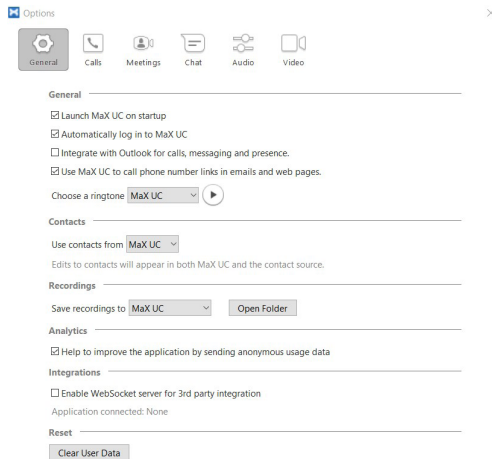 Options
General
Calls
Meetings
Chat
Audio
Video
General
Launch MaX UC on startup
Automatically log in to MaX UC
Integrate with Outlook for calls, messaging and presence.
Use MaX UC to call phone number links in emails and web pages.
Choose a ringtone MaX UC
Contacts
Use contacts from MaX UC
Edits to contacts will appear in both MaX UC and the contact source.
Recordings
Save recordings to MaX UC Open Folder
Analytics
Help to improve the application by sending anonymous usage data
Integrations
Enable WebSocket server for 3rd party integration
Application connected: None
Reset
Clear User Data